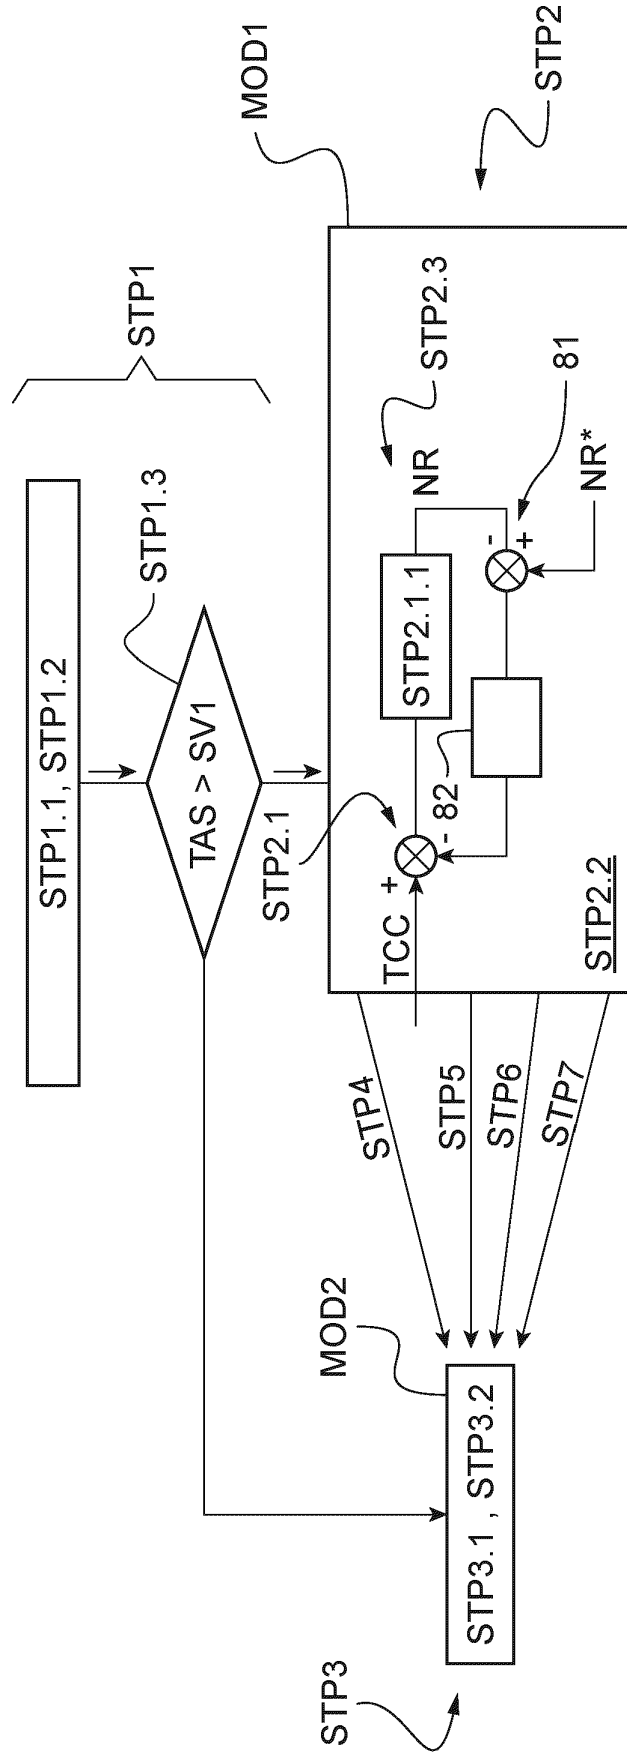 STP1.1, STP1.2
STP1
STP1.3
TAS > SV1
MOD1
STP2
STP2.1
TCC
+
-
STP2.1.1
NR
STP2.3
82
-
+
81
NR*
STP2.2
STP4
STP5
STP6
STP7
MOD2
STP3.1 , STP3.2
STP3